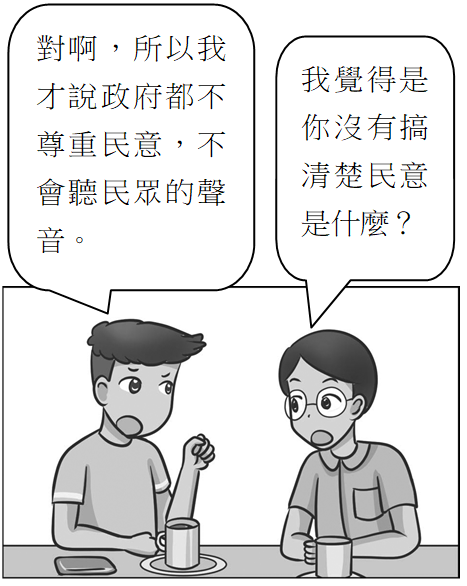 對啊，所以我
才說政府都不
尊重民意，不
會聽民眾的聲
音。
我覺得是
你沒有搞
清楚民意
是什麼？